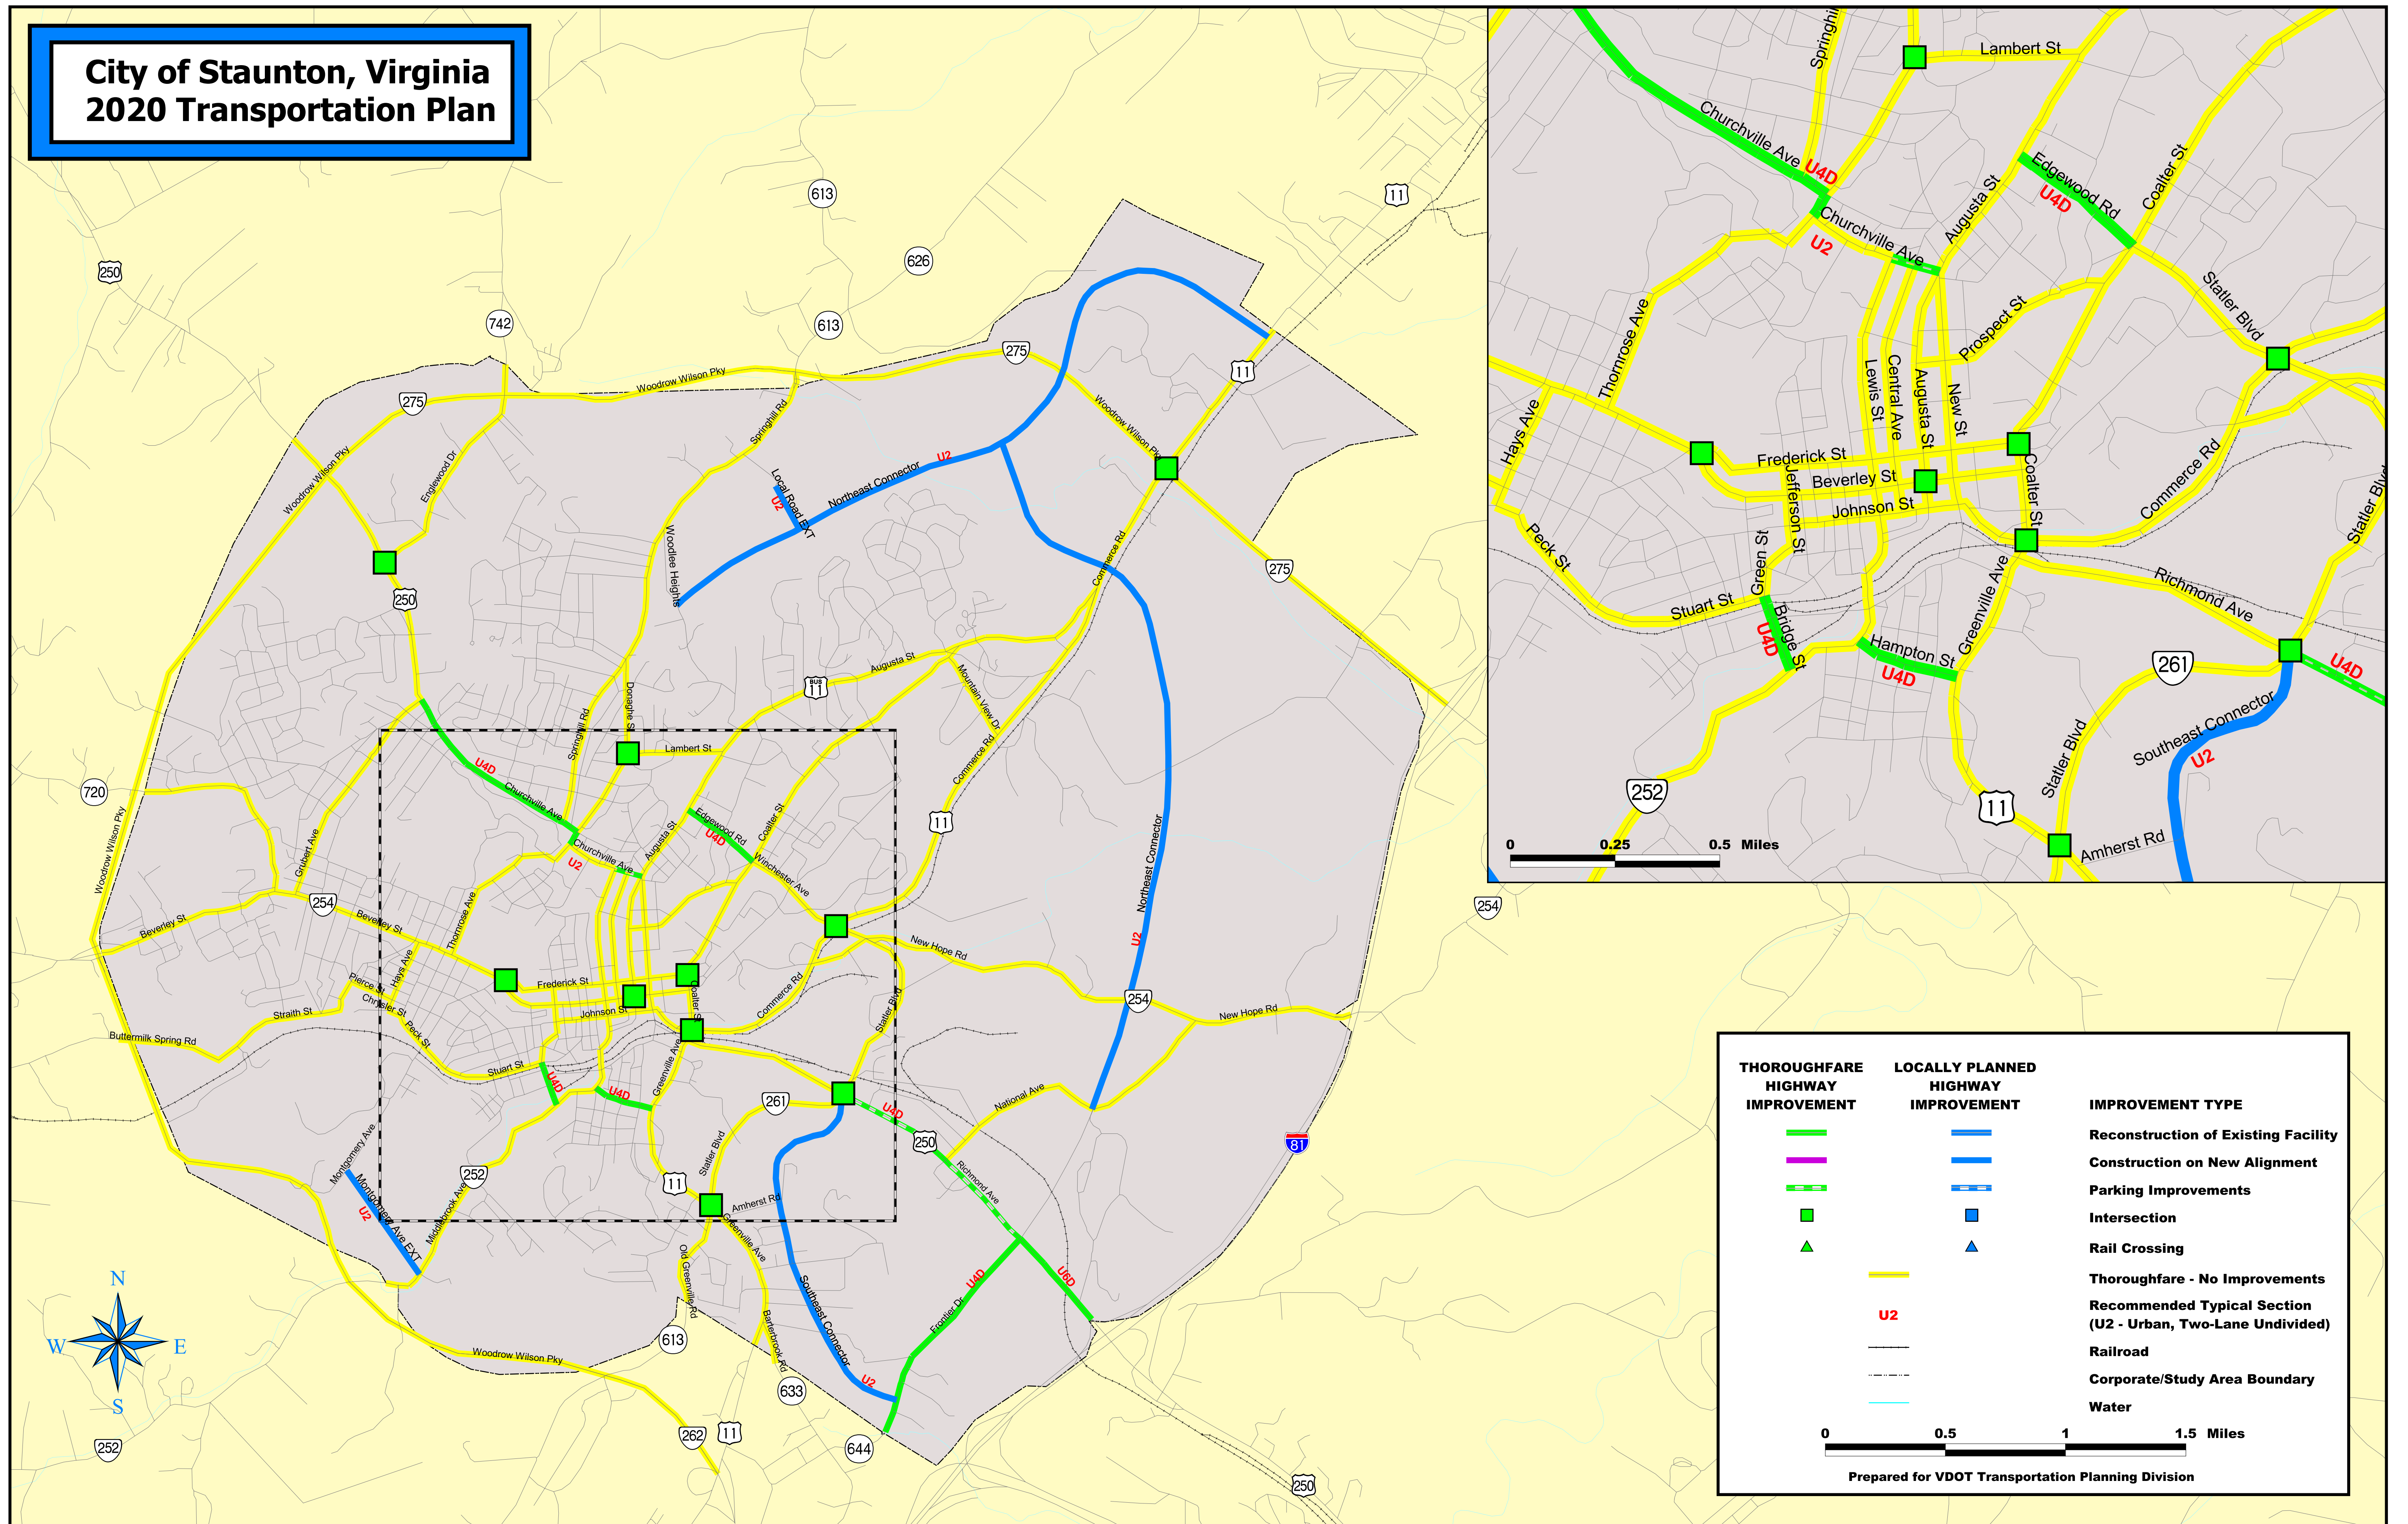 City of Staunton, Virginia
2020 Transportation Plan
250
742
613
626
613
11
275
Woodrow Wilson Pky
275
11
Woodrow Wilson Pky
Springhill Rd
Woodrow Wilson Pky
Englewood Dr
Local Road EXT
U2
Northeast Connector
U2
Woodlee Heights
250
Commerce Rd
275
Augusta St
BUS
11
Mountain View Dr
Donaghe St
Springhill Rd
Lambert St
Commerce Rd
720
U4D
Churchville Ave
Edgewood Rd
U4D
Coalter St
11
Northeast Connector
Woodrow Wilson Pky
Grubert Ave
Augusta St
Churchville Ave
U2
Winchester Ave
254
Beverley St
Beverley St
Thornrose Ave
New Hope Rd
U2
254
Hays Ave
Pierce St
Chrysler St
Frederick St
Coalter St
Commerce Rd
Statler Blvd
254
New Hope Rd
Johnson St
Straith St
Peck St
Buttermilk Spring Rd
Stuart St
U4D
U4D
Greenville Ave
261
U4D
250
National Ave
81
Montgomery Ave
Statler Blvd
Richmond Ave
252
11
Montgomery Ave EXT
U2
Middlebrook Ave
Amherst Rd
Greenville Ave
Old Greenville Rd
Southeast Connector
U4D
U6D
Frontier Dr
Barterbrook Rd
613
Woodrow Wilson Pky
U2
633
262
11
644
252
250
N
W
E
S
Springhill
Lambert St
Churchville Ave
U4D
Edgewood Rd
U4D
Coalter St
Augusta St
Churchville Ave
U2
Statler Blvd
Thornrose Ave
Prospect St
Hays Ave
Lewis St
Central Ave
Augusta St
New St
Frederick St
Beverley St
Jefferson St
Johnson St
Coalter St
Commerce Rd
Statler Blvd
Peck St
Green St
Stuart St
Bridge St
U4D
Hampton St
U4D
Greenville Ave
Richmond Ave
261
U4D
Southeast Connector
U2
Statler Blvd
252
11
Amherst Rd
0 0.25 0.5 Miles
THOROUGHFARE
HIGHWAY
IMPROVEMENT
LOCALLY PLANNED
HIGHWAY
IMPROVEMENT
IMPROVEMENT TYPE
Reconstruction of Existing Facility
Construction on New Alignment
Parking Improvements
Intersection
Rail Crossing
Thoroughfare - No Improvements
U2
Recommended Typical Section
(U2 - Urban, Two-Lane Undivided)
Railroad
Corporate/Study Area Boundary
Water
0 0.5 1 1.5 Miles
Prepared for VDOT Transportation Planning Division